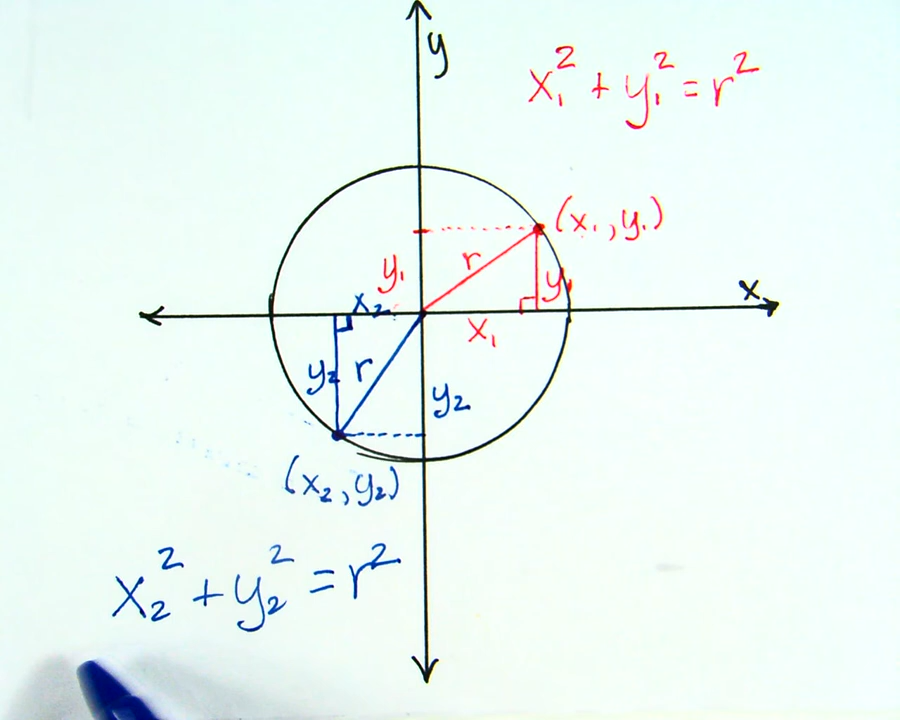 y
x₁² + y₁² = r²
(x₁, y₁)
r
y₁
y₁
x₂
x
x₁
y₂
r
y₂
(x₂, y₂)
x₂² + y₂² = r²